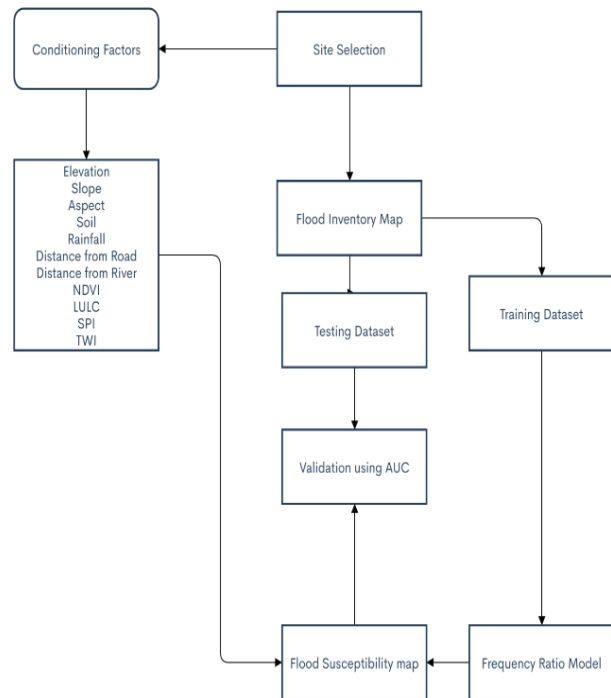 Conditioning Factors
Site Selection
Elevation
Slope
Aspect
Soil
Rainfall
Distance from Road
Distance from River
NDVI
LULC
SPI
TWI
Flood Inventory Map
Testing Dataset
Training Dataset
Validation using AUC
Flood Susceptibility map
Frequency Ratio Model